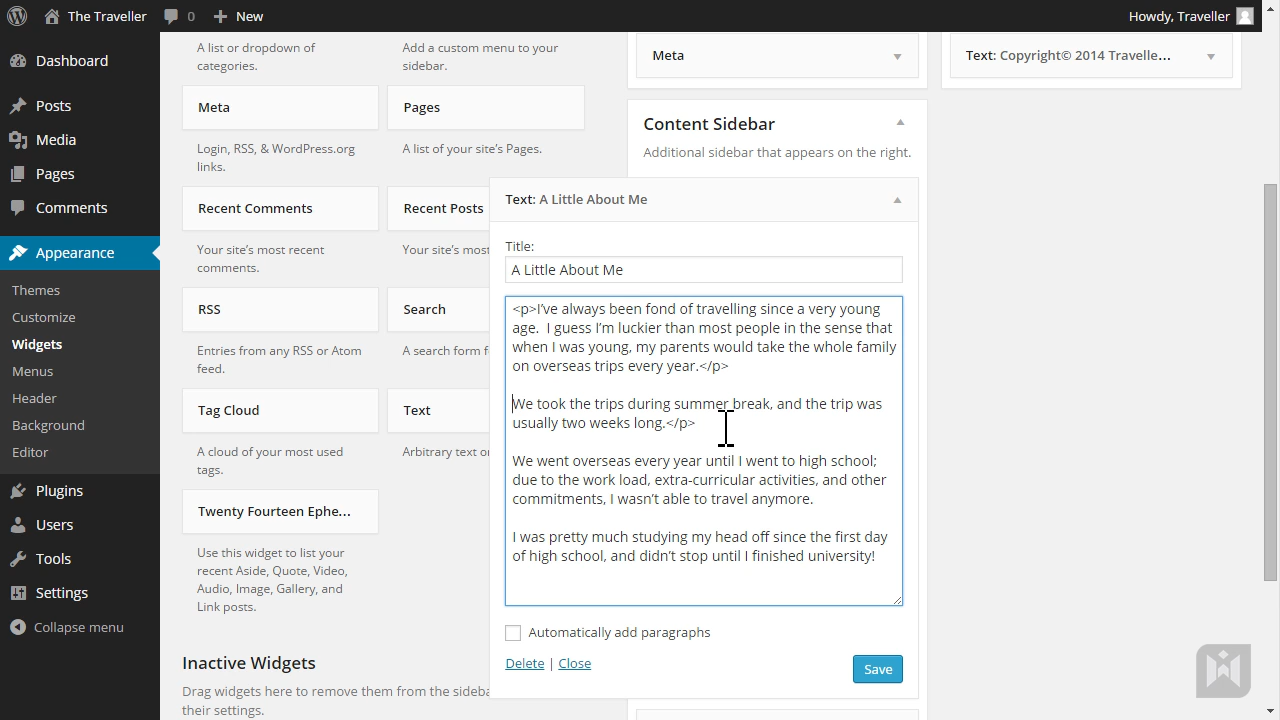 The Traveller
0
New
Howdy, Traveller
Dashboard
Posts
Media
Pages
Comments
Appearance
Themes
Customize
Widgets
Menus
Header
Background
Editor
Plugins
Users
Tools
Settings
Collapse menu
A list or dropdown of
categories.
Add a custom menu to your
sidebar.
Meta
Pages
Login, RSS, & WordPress.org
links.
A list of your site's Pages.
Recent Comments
Recent Posts
Your site's most recent
comments.
Your site's most
RSS
Search
Entries from any RSS or Atom
feed.
A search form f
Tag Cloud
Text
A cloud of your most used
tags.
Arbitrary text or
Twenty Fourteen Ephe...
Use this widget to list your
recent Aside, Quote, Video,
Audio, Image, Gallery, and
Link posts.
Inactive Widgets
Drag widgets here to remove them from the sideba
their settings.
Meta
Text: Copyright© 2014 Travelle...
Content Sidebar
Additional sidebar that appears on the right.
Text: A Little About Me
Title:
A Little About Me
<p>I've always been fond of travelling since a very young
age.  I guess I'm luckier than most people in the sense that
when I was young, my parents would take the whole family
on overseas trips every year.</p>
We took the trips during summer break, and the trip was
usually two weeks long.</p>
We went overseas every year until I went to high school;
due to the work load, extra-curricular activities, and other
commitments, I wasn't able to travel anymore.
I was pretty much studying my head off since the first day
of high school, and didn't stop until I finished university!
Automatically add paragraphs
Delete | Close
Save